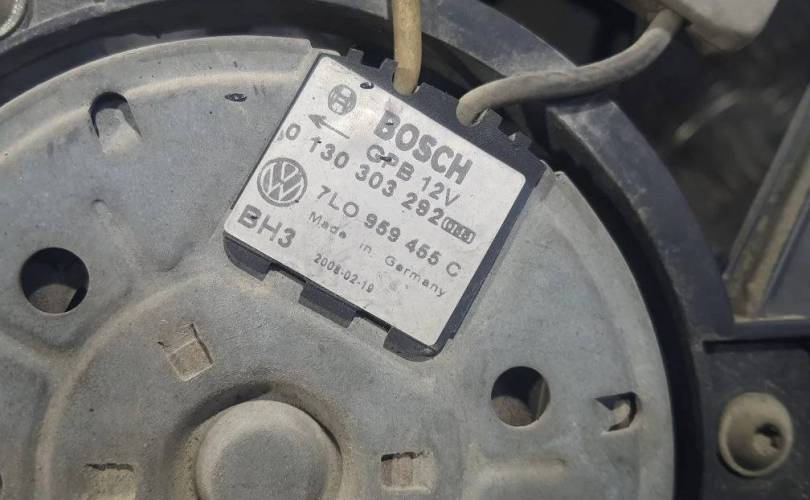 BOSCH
GPB 12V
0 130 303 292
7L0 959 455 C
BH3
Made in Germany
2008-02-19